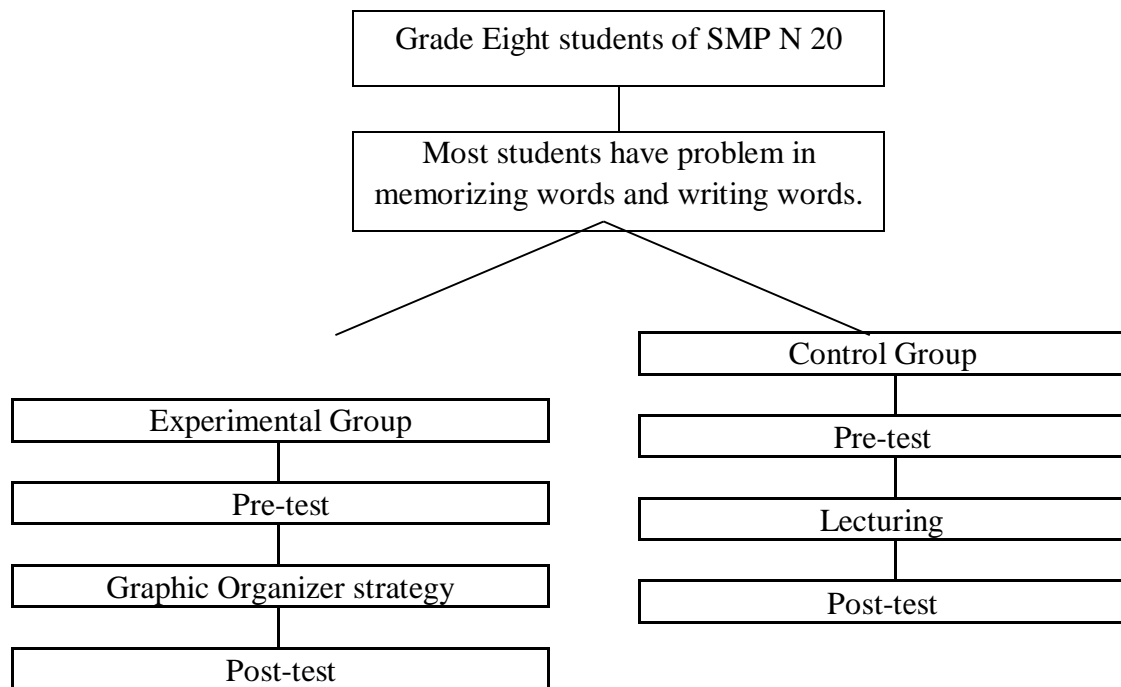 Grade Eight students of SMP N 20
Most students have problem in
memorizing words and writing words.
Experimental Group
Pre-test
Graphic Organizer strategy
Post-test
Control Group
Pre-test
Lecturing
Post-test